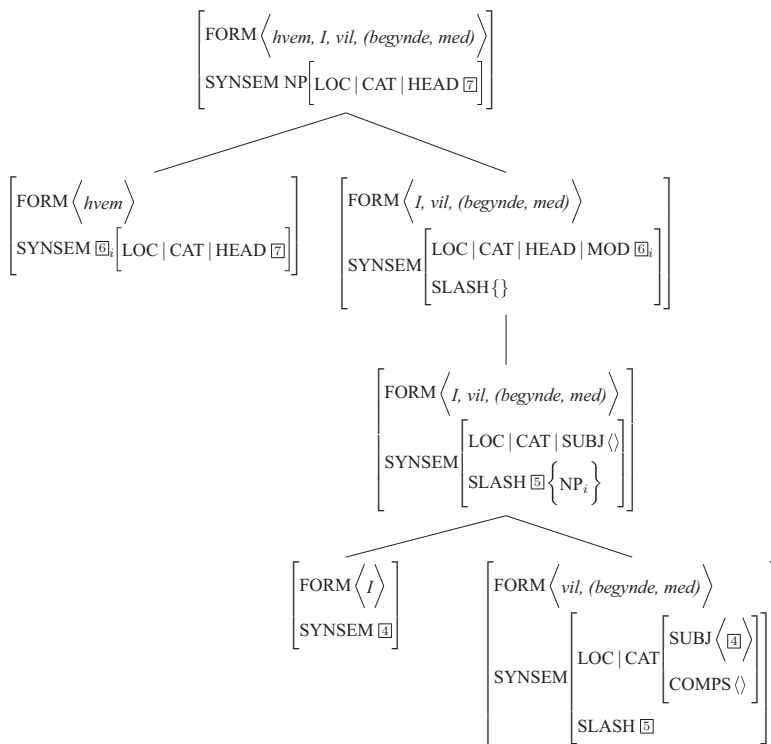 FORM ⟨hvem, I, vil, (begynde, med)⟩
SYNSEM NP[LOC | CAT | HEAD 7]
FORM ⟨hvem⟩
SYNSEM 6i[LOC | CAT | HEAD 7]
FORM ⟨I, vil, (begynde, med)⟩
SYNSEM
LOC | CAT | HEAD | MOD 6i
SLASH {}
FORM ⟨I, vil, (begynde, med)⟩
SYNSEM
LOC | CAT | SUBJ ⟨⟩
SLASH 5 {NPi}
FORM ⟨I⟩
SYNSEM 4
FORM ⟨vil, (begynde, med)⟩
SYNSEM
LOC | CAT
SUBJ ⟨4⟩
COMPS ⟨⟩
SLASH 5